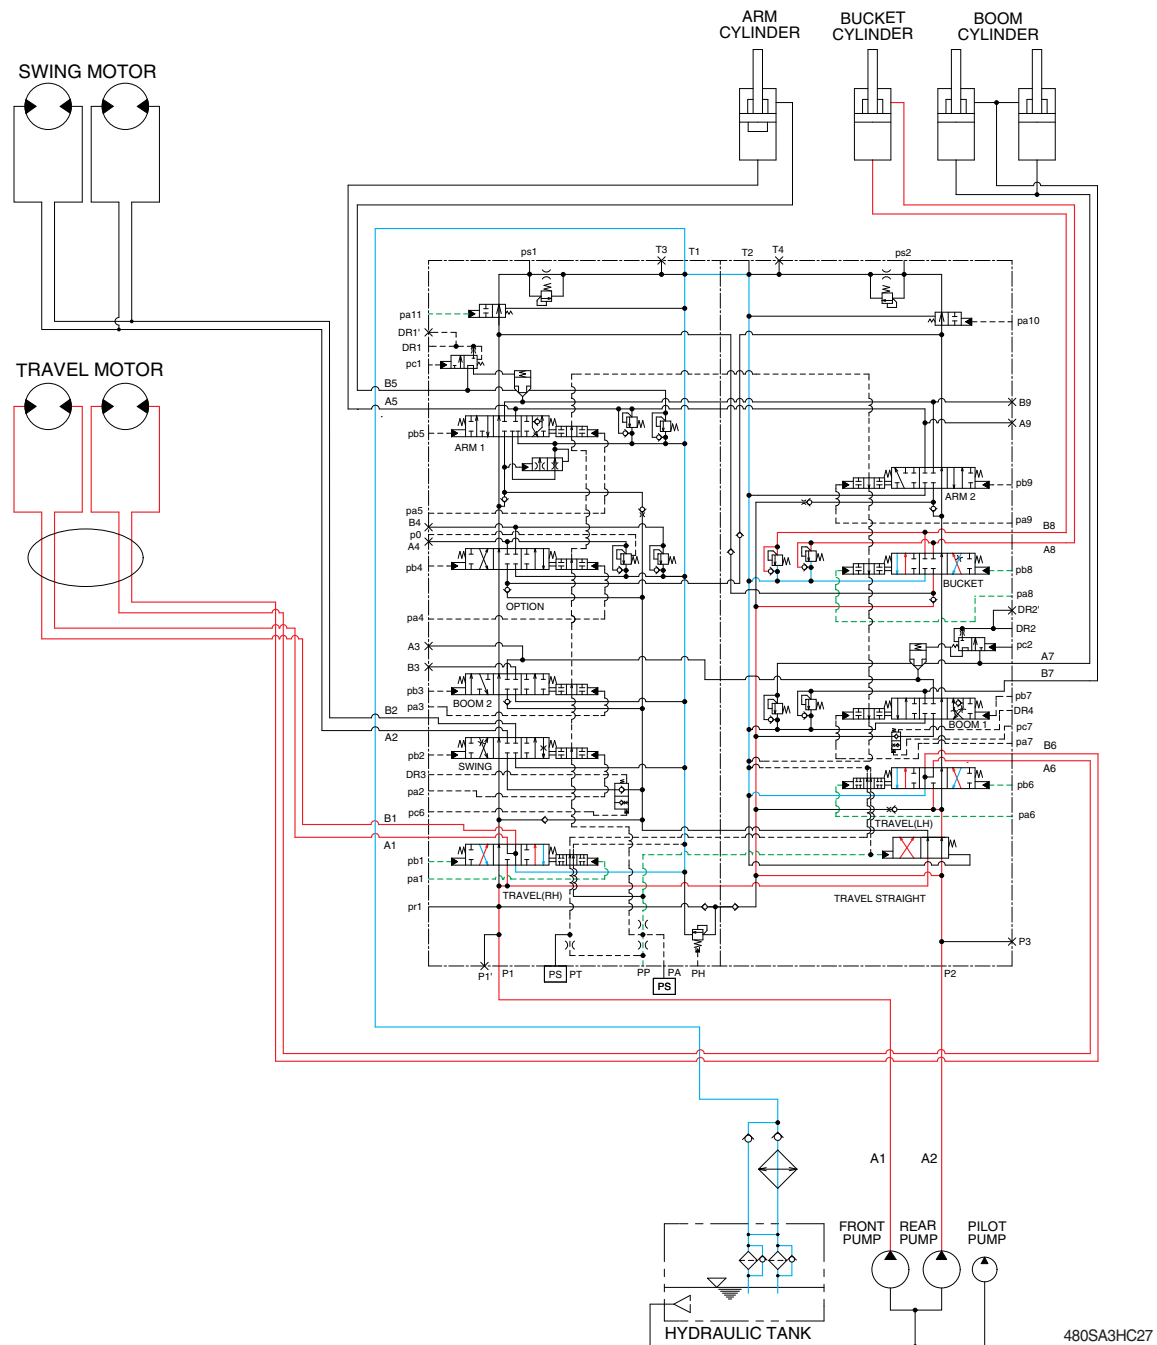 ARM
CYLINDER
BUCKET
CYLINDER
BOOM
CYLINDER
SWING MOTOR
TRAVEL MOTOR
ps1
T3
T1
T2
T4
ps2
pa11
DR1'
DR1
pc1
B5
A5
pb5
ARM 1
pa5
B4
p0
A4
pb4
OPTION
pa4
A3
B3
pb3
BOOM 2
pa3
B2
A2
pb2
SWING
DR3
pa2
pc6
B1
A1
pb1
pa1
TRAVEL(RH)
pr1
pa10
B9
A9
pb9
ARM 2
pa9
B8
A8
pb8
BUCKET
pa8
DR2'
DR2
pc2
A7
B7
pb7
DR4
BOOM 1
pc7
pa7
B6
A6
pb6
pa6
TRAVEL(LH)
TRAVEL STRAIGHT
P3
P1'
P1
PS
PT
PP
PA
PS
PH
P2
A1
A2
FRONT
PUMP
REAR
PUMP
PILOT
PUMP
HYDRAULIC TANK
480SA3HC27